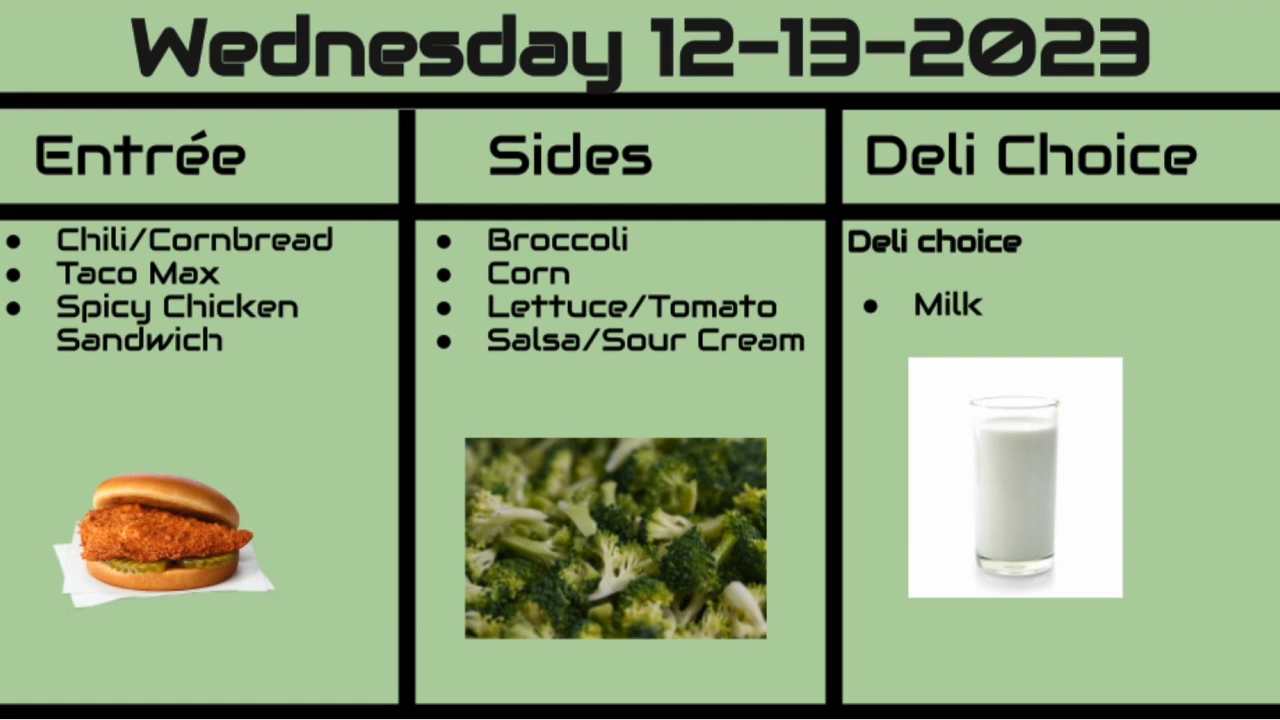 Wednesday 12-13-2023
Entrée
Sides
Deli Choice
● Chili/Cornbread
● Taco Max
● Spicy Chicken
Sandwich
● Broccoli
● Corn
● Lettuce/Tomato
● Salsa/Sour Cream
Deli choice
● Milk